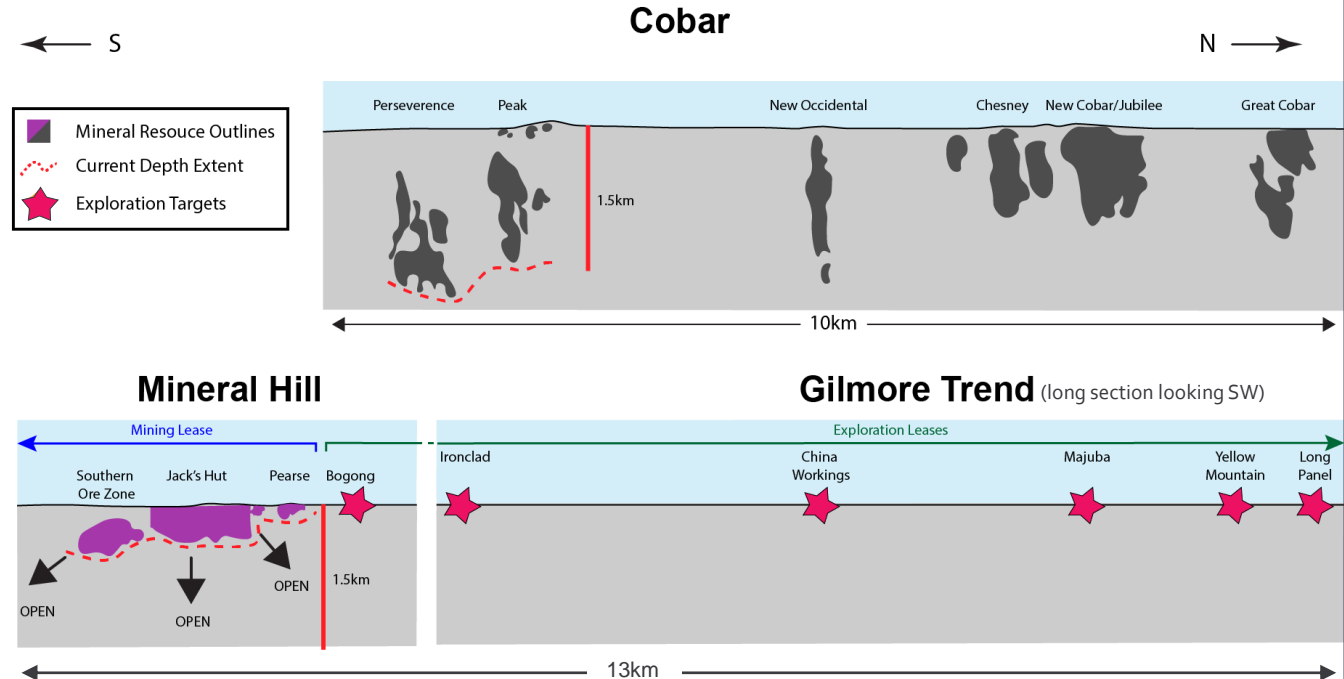 Cobar
S
N
Perseverence
Peak
New Occidental
Chesney
New Cobar/Jubilee
Great Cobar
Mineral Resouce Outlines
Current Depth Extent
Exploration Targets
1.5km
10km
Mineral Hill
Gilmore Trend (long section looking SW)
Mining Lease
Exploration Leases
Southern
Ore Zone
Jack's Hut
Pearse
Bogong
Ironclad
China
Workings
Majuba
Yellow
Mountain
Long
Panel
OPEN
OPEN
OPEN
1.5km
13km